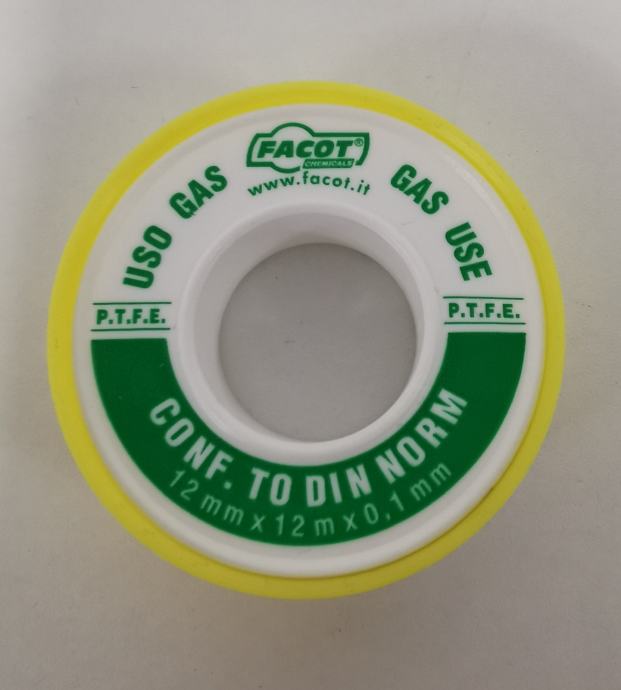 FACOT®
CHEMICALS
www.facot.it
USO GAS
GAS USE
P.T.F.E.
P.T.F.E.
CONF. TO DIN NORM
12 mm x 12 m x 0,1 mm